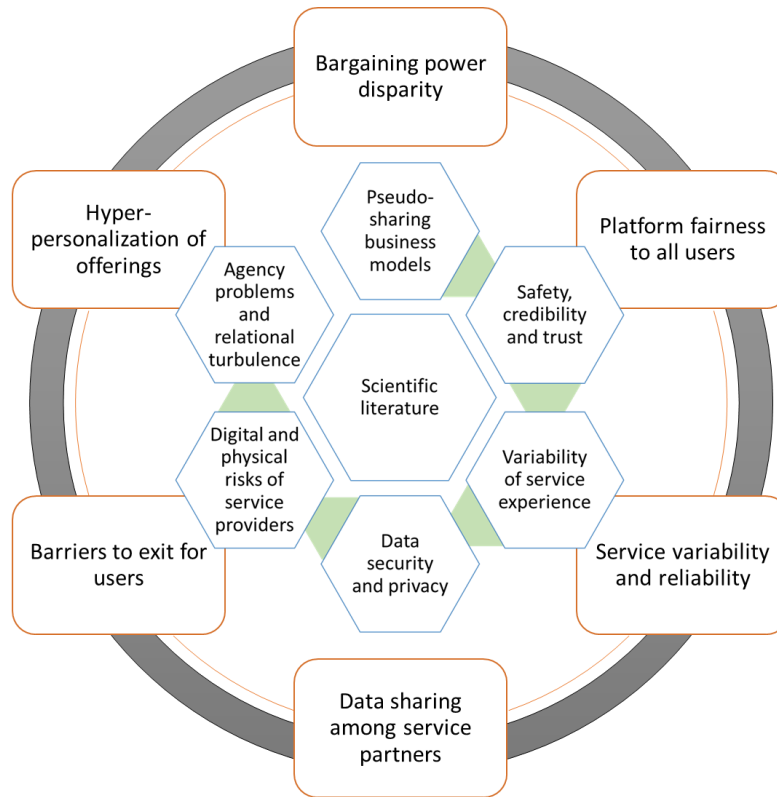 Bargaining power
disparity
Hyper-
personalization of
offerings
Pseudo-
sharing
business
models
Platform fairness
to all users
Agency
problems
and
relational
turbulence
Safety,
credibility
and trust
Scientific
literature
Digital and
physical
risks of
service
providers
Variability
of service
experience
Data
security
and privacy
Barriers to exit for
users
Service variability
and reliability
Data sharing
among service
partners